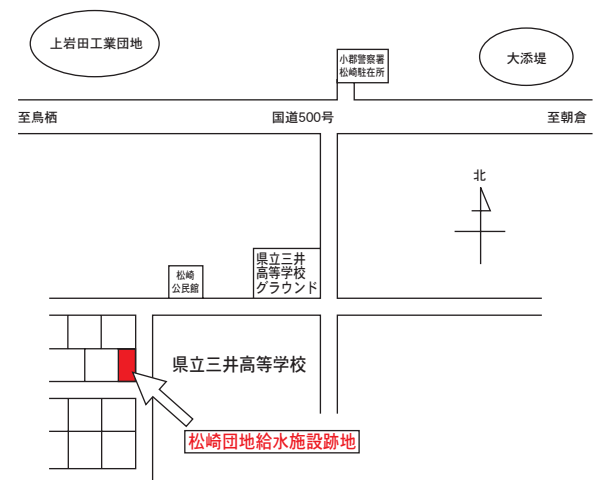 上岩田工業団地
小郡警察署
松崎駐在所
大添堤
至鳥栖
国道500号
至朝倉
北
県立三井
高等学校
グラウンド
松崎
公民館
県立三井高等学校
松崎団地給水施設跡地